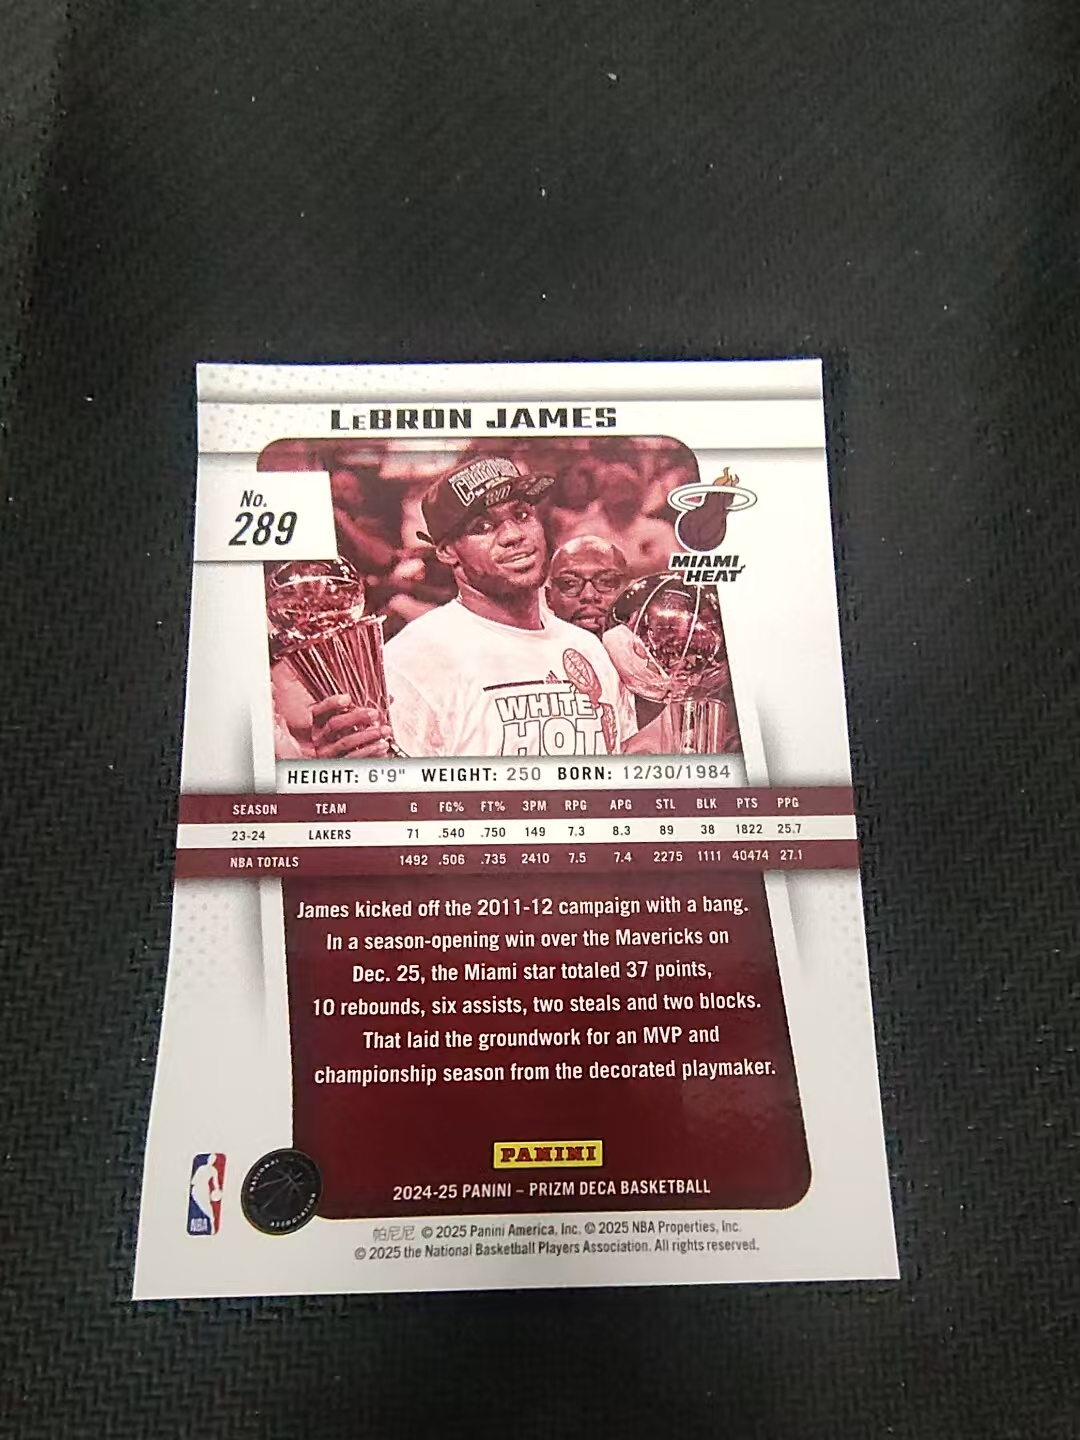 LEBRON JAMES
No.
289
MIAMI
HEAT
CHAMPIONS
WHITE
HOT
HEIGHT: 6'9" WEIGHT: 250 BORN: 12/30/1984
SEASON TEAM G FG% FT% 3PM RPG APG STL BLK PTS PPG
23-24 LAKERS 71 .540 .750 149 7.3 8.3 89 38 1822 25.7
NBA TOTALS 1492 .506 .735 2410 7.5 7.4 2275 1111 40474 27.1
James kicked off the 2011-12 campaign with a bang.
In a season-opening win over the Mavericks on
Dec. 25, the Miami star totaled 37 points,
10 rebounds, six assists, two steals and two blocks.
That laid the groundwork for an MVP and
championship season from the decorated playmaker.
PANINI
2024-25 PANINI – PRIZM DECA BASKETBALL
NBA
NATIONAL
ASSOCIATION
帕尼尼 © 2025 Panini America, Inc. © 2025 NBA Properties, Inc.
© 2025 the National Basketball Players Association. All rights reserved.